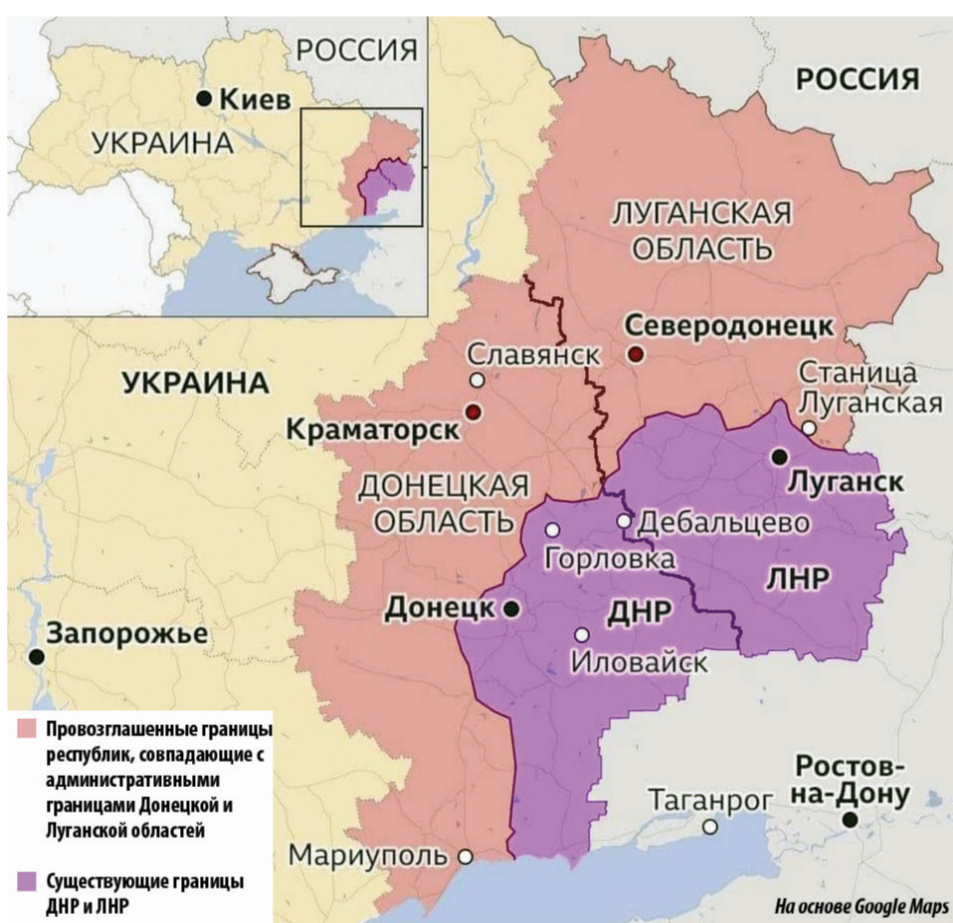 РОССИЯ
Киев
УКРАИНА
РОССИЯ
ЛУГАНСКАЯ
ОБЛАСТЬ
Северодонецк
Славянск
УКРАИНА
Станица
Луганская
Краматорск
ДОНЕЦКАЯ
ОБЛАСТЬ
Луганск
Дебальцево
Горловка
ЛНР
Донецк
ДНР
Запорожье
Иловайск
Провозглашенные границы
республик, совпадающие с
административными
границами Донецкой и
Луганской областей
Ростов-
на-Дону
Таганрог
Мариуполь
Существующие границы
ДНР и ЛНР
На основе Google Maps